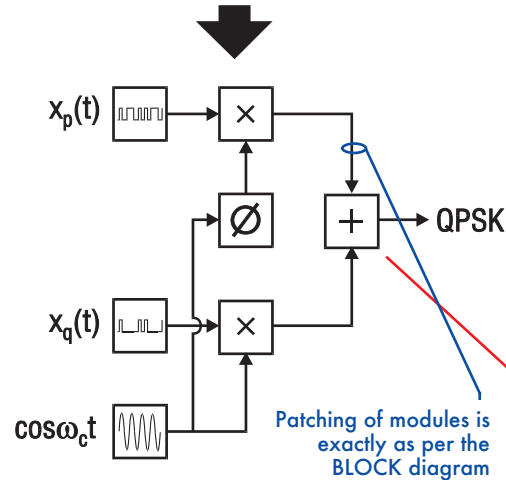 xp(t)
×
Ø
+
QPSK
xq(t)
×
cosωct
Patching of modules is
exactly as per the
BLOCK diagram